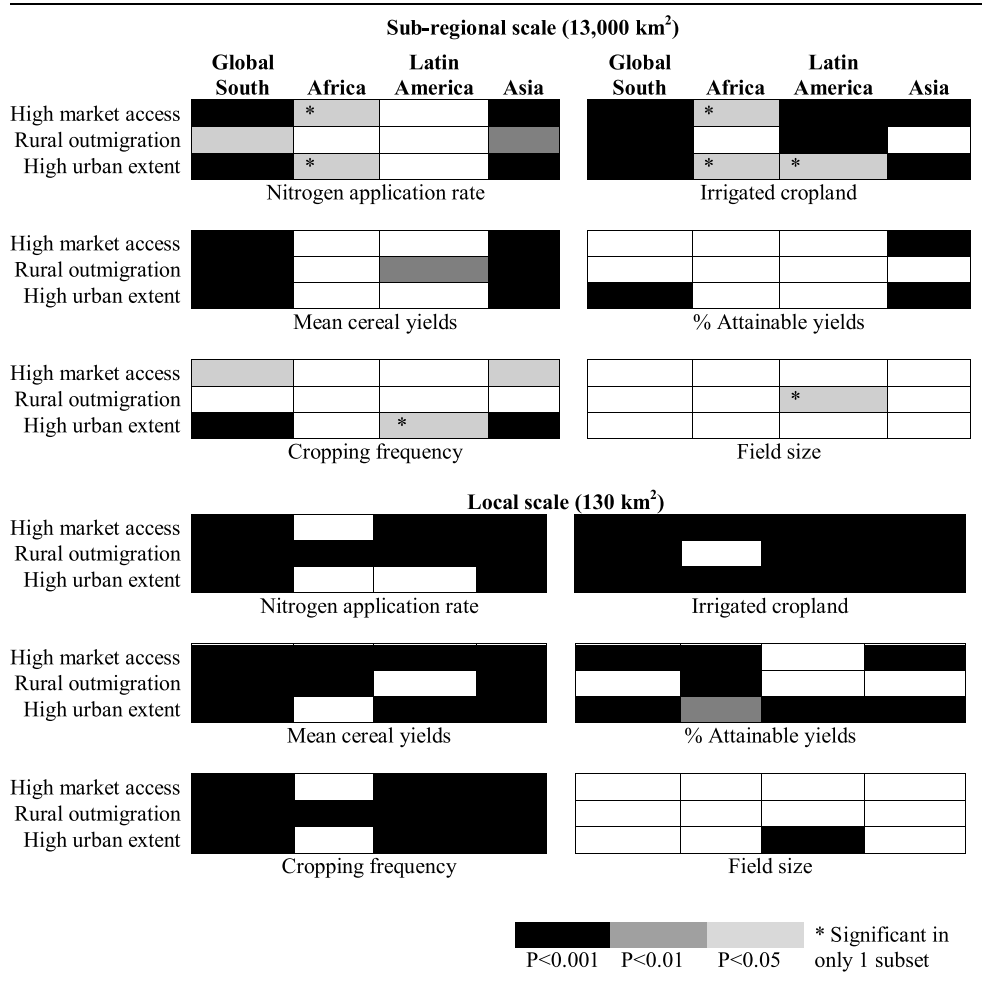 Sub-regional scale (13,000 km²)
Global South Africa Latin America Asia Global South Africa Latin America Asia
High market access * *
Rural outmigration
High urban extent * * *
Nitrogen application rate Irrigated cropland
High market access
Rural outmigration
High urban extent
Mean cereal yields % Attainable yields
High market access
Rural outmigration *
High urban extent *
Cropping frequency Field size
Local scale (130 km²)
High market access
Rural outmigration
High urban extent
Nitrogen application rate Irrigated cropland
High market access
Rural outmigration
High urban extent
Mean cereal yields % Attainable yields
High market access
Rural outmigration
High urban extent
Cropping frequency Field size
* Significant in
P<0.001 P<0.01 P<0.05 only 1 subset